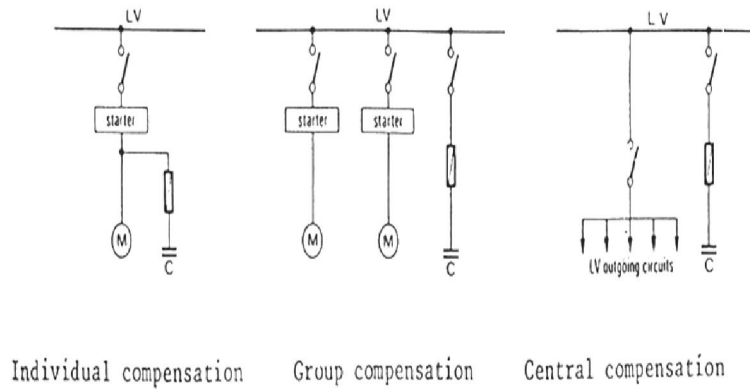 LV
LV
LV
starter
starter
starter
M
C
M
M
C
LV outgoing circuits
C
Individual compensation
Group compensation
Central compensation